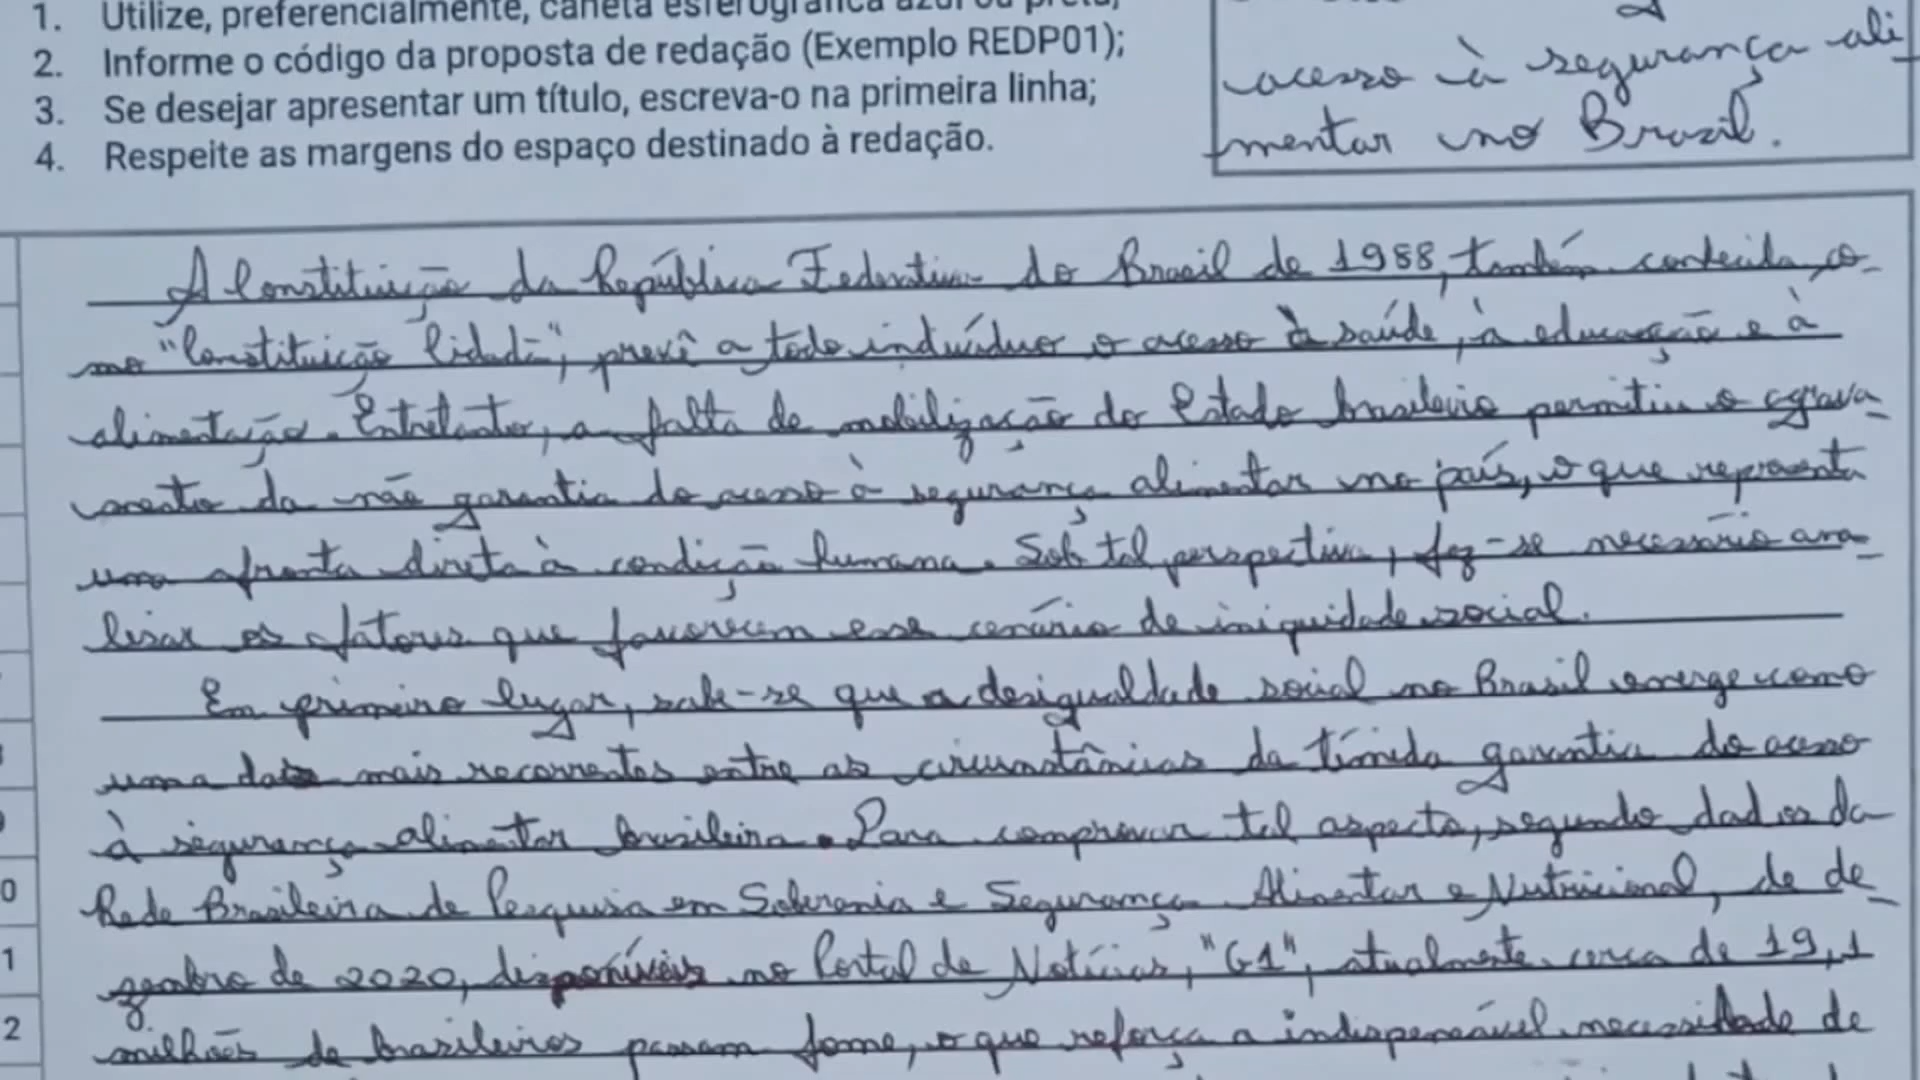 1. Utilize, preferencialmente, caneta esferográfica azul ou preta;
2. Informe o código da proposta de redação (Exemplo REDP01);
3. Se desejar apresentar um título, escreva-o na primeira linha;
4. Respeite as margens do espaço destinado à redação.
acesso à segurança ali-
mentar no Brasil.
A Constituição da República Federativa do Brasil de 1988, também conhecida co-
mo "Constituição Cidadã", prevê a todo indivíduo o acesso à saúde, à educação e à
alimentação. Entretanto, a falta de mobilização do Estado brasileiro permitiu o agrava-
mento da não garantia do acesso à segurança alimentar no país, o que representa
uma afronta direta à condição humana. Sob tal perspectiva, fez-se necessário ana-
lisar os fatores que favorecem esse cenário de iniquidade social.
Em primeiro lugar, sabe-se que a desigualdade social no Brasil emerge como
uma das mais recorrentes entre as circunstâncias da tímida garantia do acesso
à segurança alimentar brasileira. Para comprovar tal aspecto, segundo dados da
Rede Brasileira de Pesquisa em Soberania e Segurança Alimentar e Nutricional, de de-
0
zembro de 2020, disponíveis no Portal de Notícias, "G1", atualmente cerca de 19,1
1
milhões de brasileiros passam fome, o que reforça a indispensável necessidade de
2